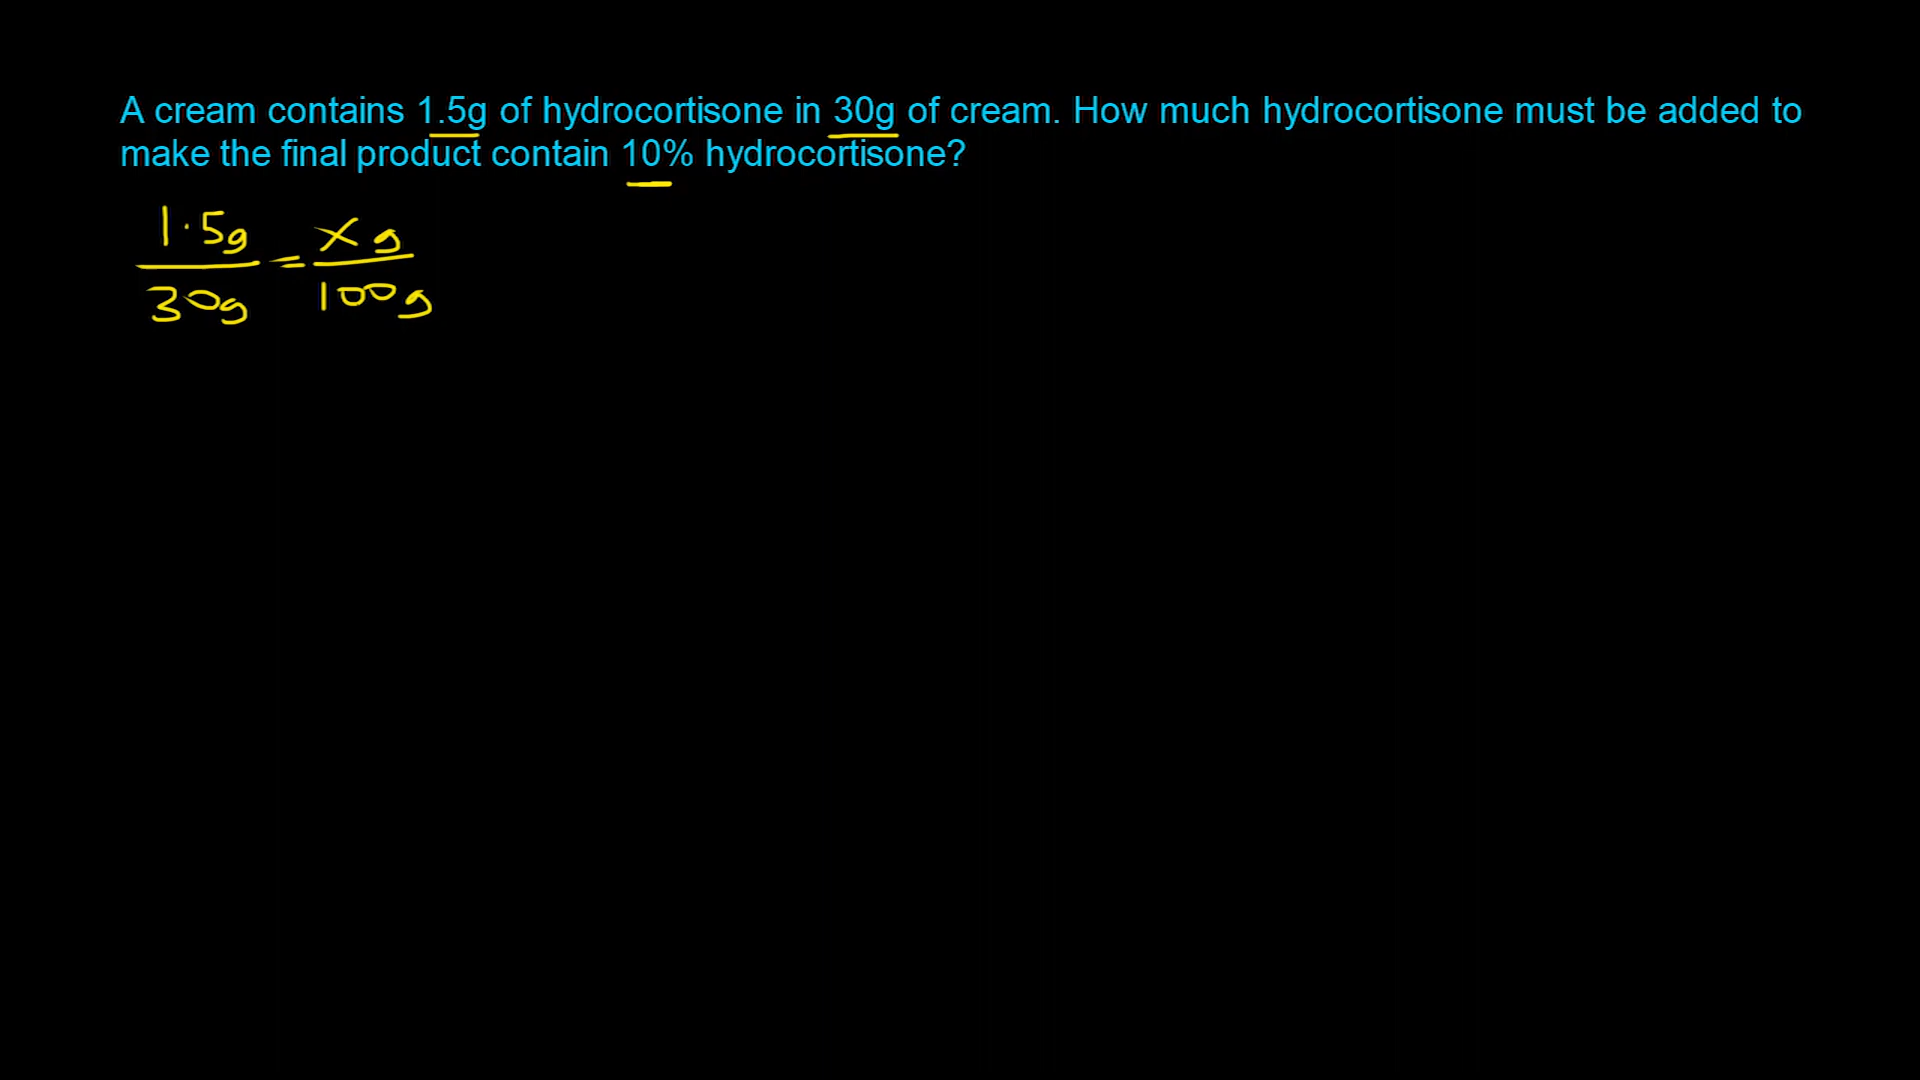 A cream contains 1.5g of hydrocortisone in 30g of cream. How much hydrocortisone must be added to
make the final product contain 10% hydrocortisone?
1.5g = x g
30g 100g